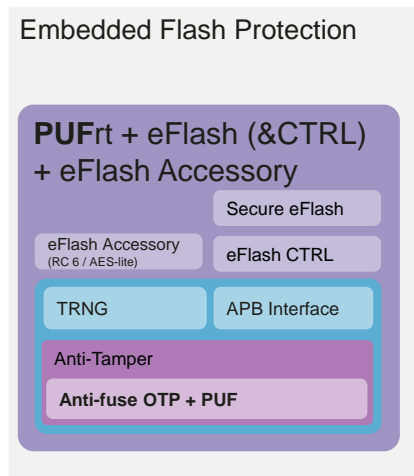 Embedded Flash Protection
PUFrt + eFlash (&CTRL)
+ eFlash Accessory
Secure eFlash
eFlash Accessory
(RC 6 / AES-lite)
eFlash CTRL
TRNG
APB Interface
Anti-Tamper
Anti-fuse OTP + PUF